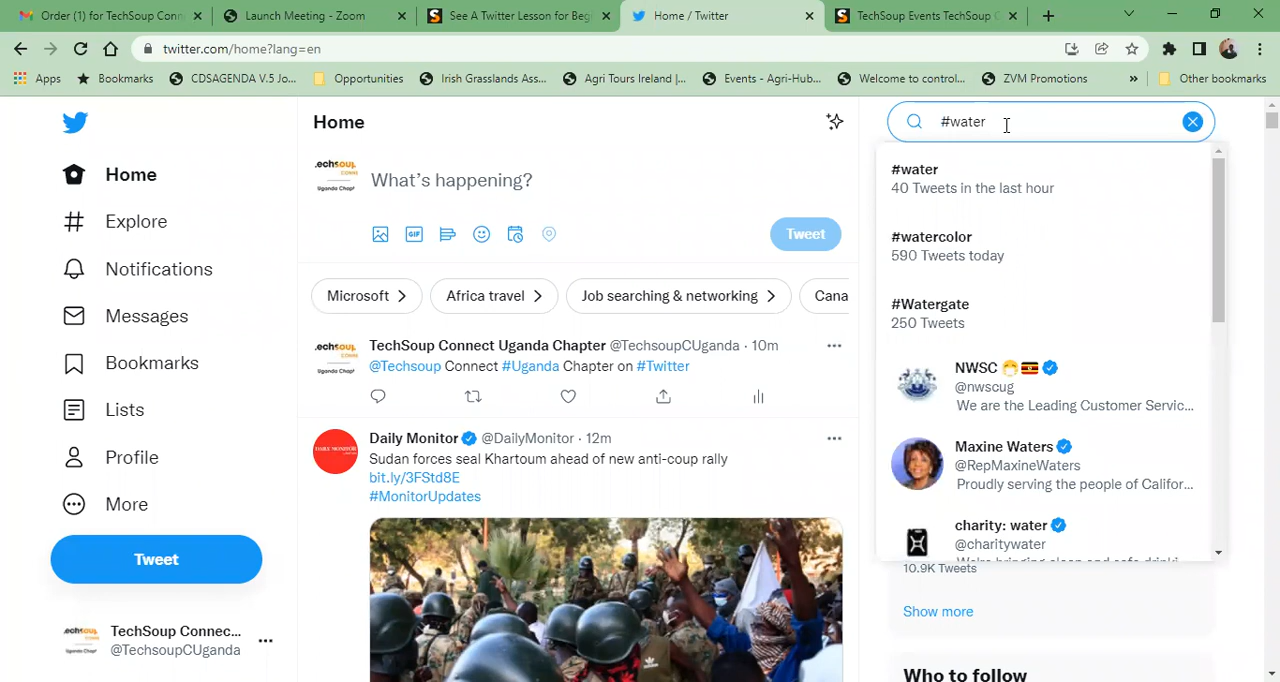 Order (1) for TechSoup Conn
Launch Meeting - Zoom
See A Twitter Lesson for Beg
Home / Twitter
TechSoup Events TechSoup C
twitter.com/home?lang=en
Apps
Bookmarks
CDSAGENDA V.5 Jo...
Opportunities
Irish Grasslands Ass...
Agri Tours Ireland |...
Events - Agri-Hub...
Welcome to control...
ZVM Promotions
»
Other bookmarks
Home
Explore
Notifications
Messages
Bookmarks
Lists
Profile
More
Tweet
TechSoup Connec...
@TechsoupCUganda
Home
What's happening?
GIF
Tweet
Microsoft
Africa travel
Job searching & networking
Cana
TechSoup Connect Uganda Chapter @TechsoupCUganda · 10m
@Techsoup Connect #Uganda Chapter on #Twitter
Daily Monitor @DailyMonitor · 12m
Sudan forces seal Khartoum ahead of new anti-coup rally
bit.ly/3FStd8E
#MonitorUpdates
#water
#water
40 Tweets in the last hour
#watercolor
590 Tweets today
#Watergate
250 Tweets
NWSC
@nwscug
We are the Leading Customer Servic...
Maxine Waters
@RepMaxineWaters
Proudly serving the people of Califor...
charity: water
@charitywater
10.9K Tweets
Show more
Who to follow